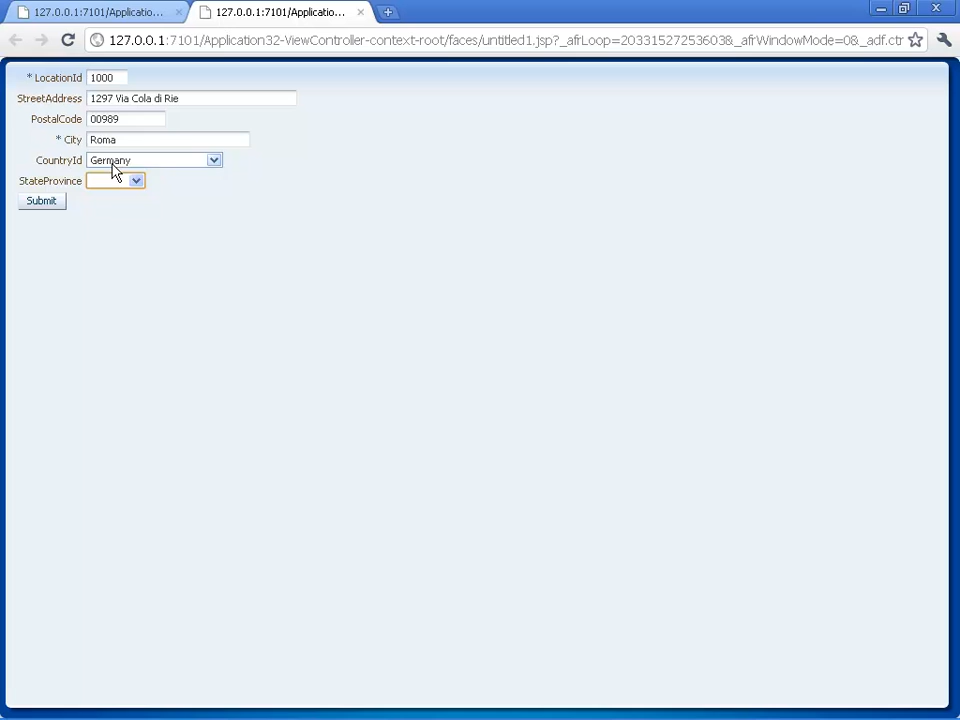 127.0.0.1:7101/Applicatio...
127.0.0.1:7101/Applicatio...
127.0.0.1:7101/Application32-ViewController-context-root/faces/untitled1.jsp?_afrLoop=203315272553603&_afrWindowMode=0&_adf.ctr
* LocationId 1000
StreetAddress 1297 Via Cola di Rie
PostalCode 00989
* City Roma
CountryId Germany
StateProvince
Submit